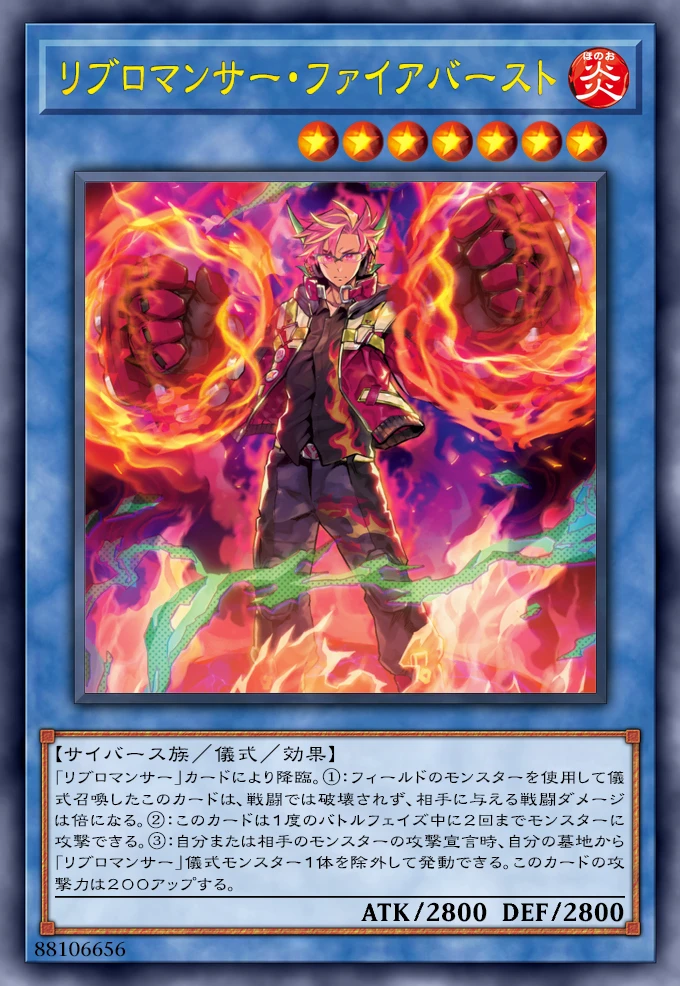 リブロマンサー・ファイアバースト
ほのお
炎
【サイバース族／儀式／効果】
「リブロマンサー」カードにより降臨。①：フィールドのモンスターを使用して儀
式召喚したこのカードは、戦闘では破壊されず、相手に与える戦闘ダメージ
は倍になる。②：このカードは１度のバトルフェイズ中に２回までモンスターに
攻撃できる。③：自分または相手のモンスターの攻撃宣言時、自分の墓地から
「リブロマンサー」儀式モンスター１体を除外して発動できる。このカードの攻
撃力は２００アップする。
ATK/2800 DEF/2800
88106656